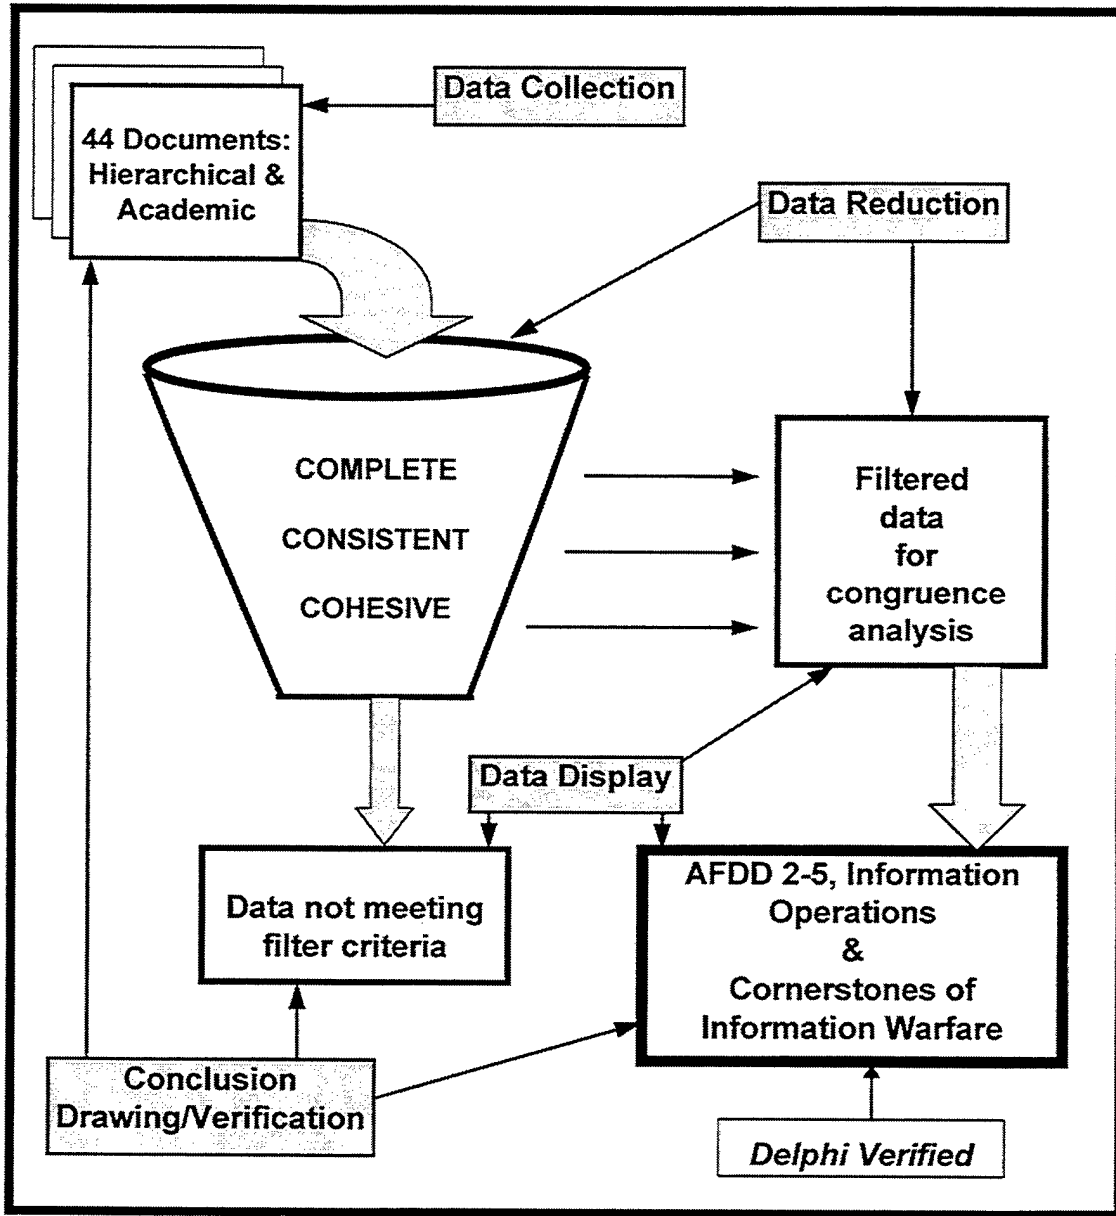 Data Collection
44 Documents:
Hierarchical &
Academic
Data Reduction
COMPLETE
CONSISTENT
COHESIVE
Filtered
data
for
congruence
analysis
Data Display
Data not meeting
filter criteria
AFDD 2-5, Information
Operations
&
Cornerstones of
Information Warfare
Conclusion
Drawing/Verification
Delphi Verified